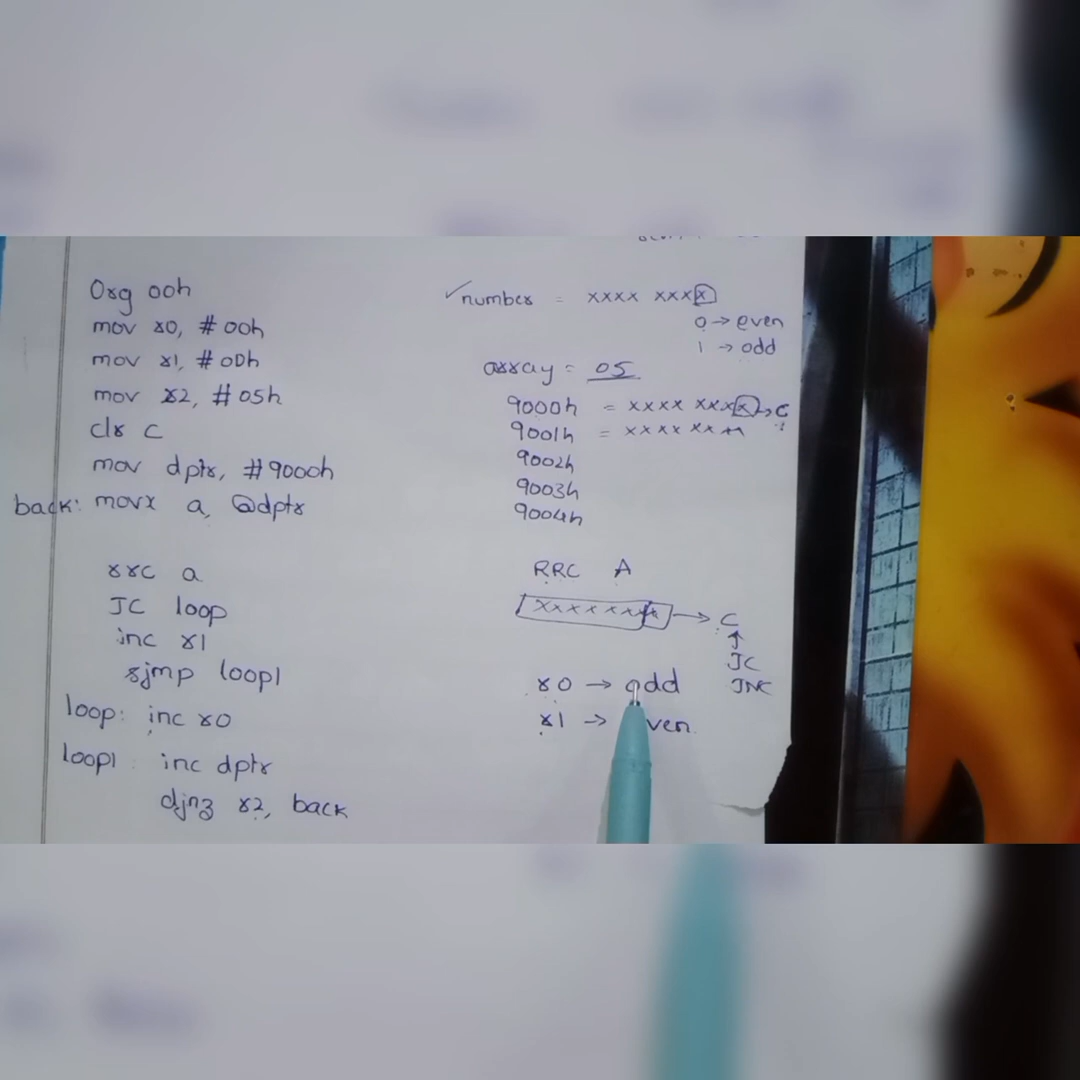 Org 00h
mov r0, #00h
mov r1, #00h
mov r2, #05h
clr c
mov dptr, #9000h
back: movx a, @dptr
rrc a
JC loop
inc r1
sjmp loop1
loop: inc r0
loop1: inc dptr
djnz r2, back
✓number = xxxx xxxx
0 → even
1 → odd
array = 05
9000h = xxxx xxxx → C
9001h = xxxx xxxx
9002h
9003h
9004h
RRC A
xxxxxxxx → C
↑
JC
JNC
r0 → odd
r1 → even